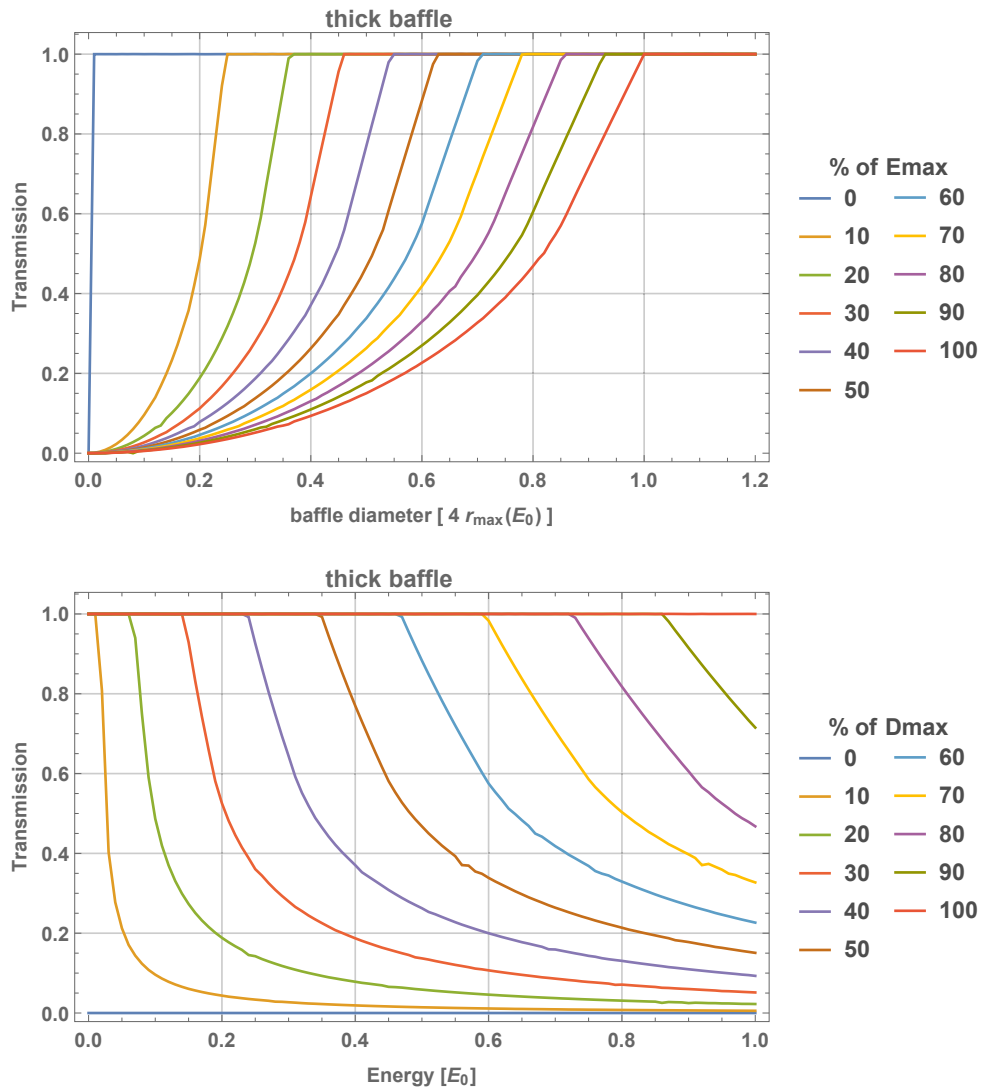 thick baffle
1.0
0.8
0.6
0.4
0.2
0.0
Transmission
0.0 0.2 0.4 0.6 0.8 1.0 1.2
baffle diameter [ 4 r_max(E_0) ]
% of Emax
0 60
10 70
20 80
30 90
40 100
50
thick baffle
1.0
0.8
0.6
0.4
0.2
0.0
Transmission
0.0 0.2 0.4 0.6 0.8 1.0
Energy [E_0]
% of Dmax
0 60
10 70
20 80
30 90
40 100
50